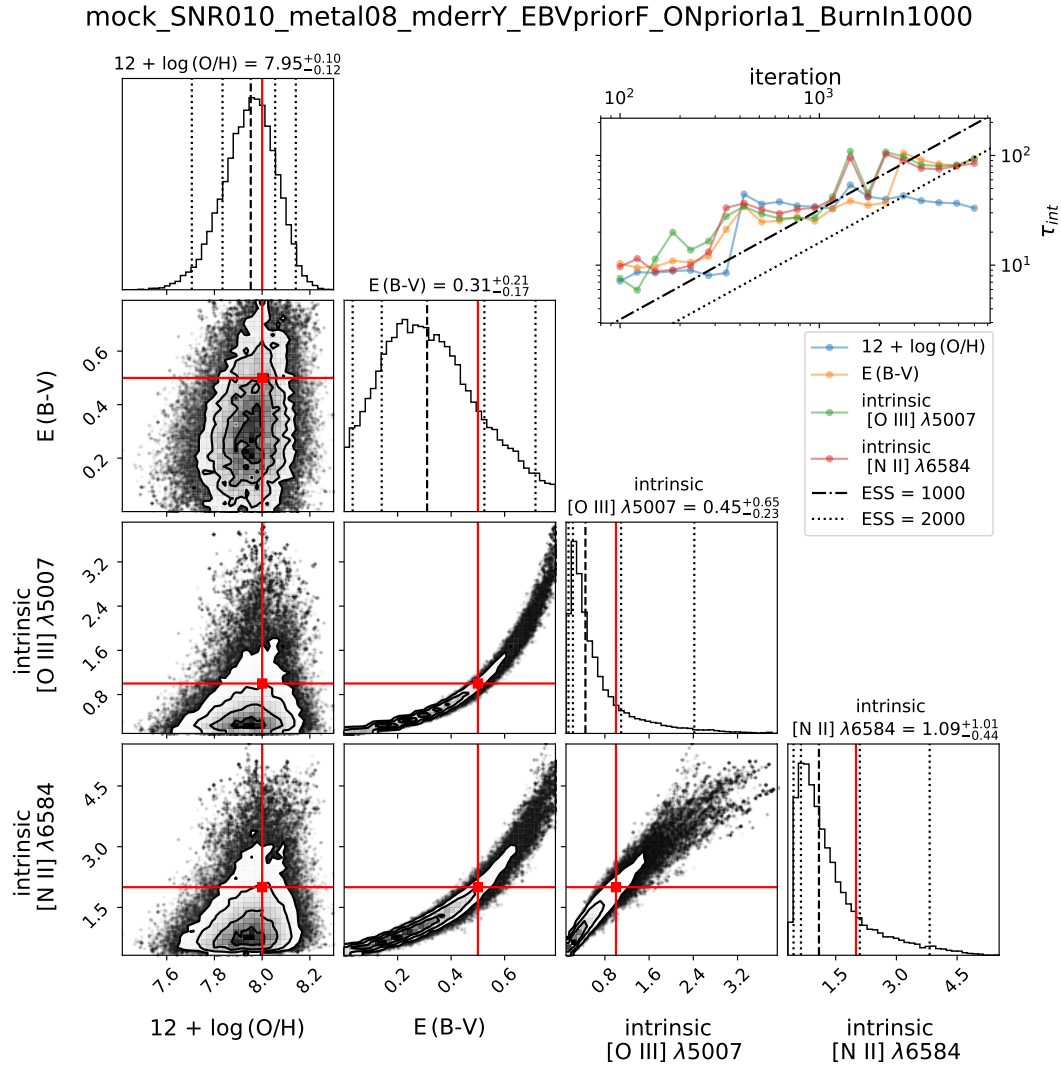 mock_SNR010_metal08_mderrY_EBVpriorF_ONpriorIa1_BurnIn1000
12 + log (O/H) = 7.95+0.10 −0.12
iteration
10² 10³
10²
10¹
τint
E (B-V) = 0.31+0.21 −0.17
12 + log (O/H)
E (B-V)
intrinsic
[O III] λ5007
intrinsic
[N II] λ6584
ESS = 1000
ESS = 2000
E (B-V)
0.6
0.4
0.2
intrinsic
[O III] λ5007 = 0.45+0.65 −0.23
intrinsic
[O III] λ5007
3.2
2.4
1.6
0.8
intrinsic
[N II] λ6584 = 1.09+1.01 −0.44
intrinsic
[N II] λ6584
4.5
3.0
1.5
7.6 7.8 8.0 8.2
0.2 0.4 0.6
0.8 1.6 2.4 3.2
1.5 3.0 4.5
12 + log (O/H)
E (B-V)
intrinsic
[O III] λ5007
intrinsic
[N II] λ6584